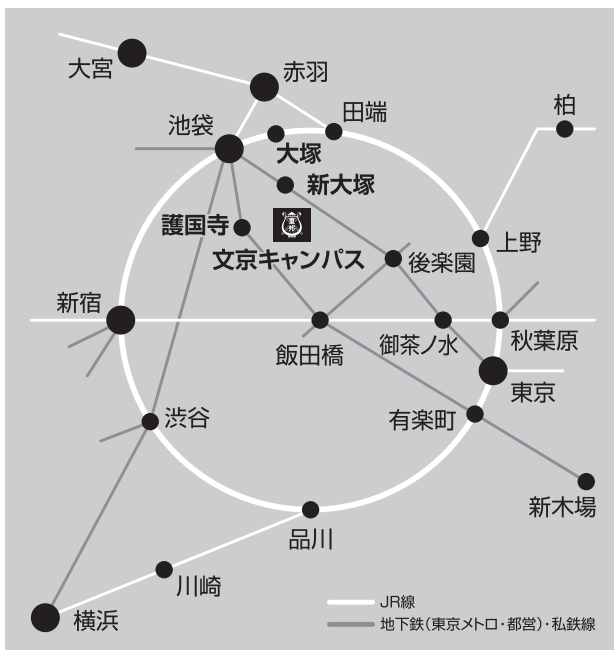 大宮
赤羽
池袋
田端
柏
大塚
新大塚
護国寺
文京キャンパス
後楽園
上野
新宿
飯田橋
御茶ノ水
秋葉原
東京
有楽町
渋谷
新木場
品川
川崎
横浜
JR線
地下鉄(東京メトロ・都営)・私鉄線